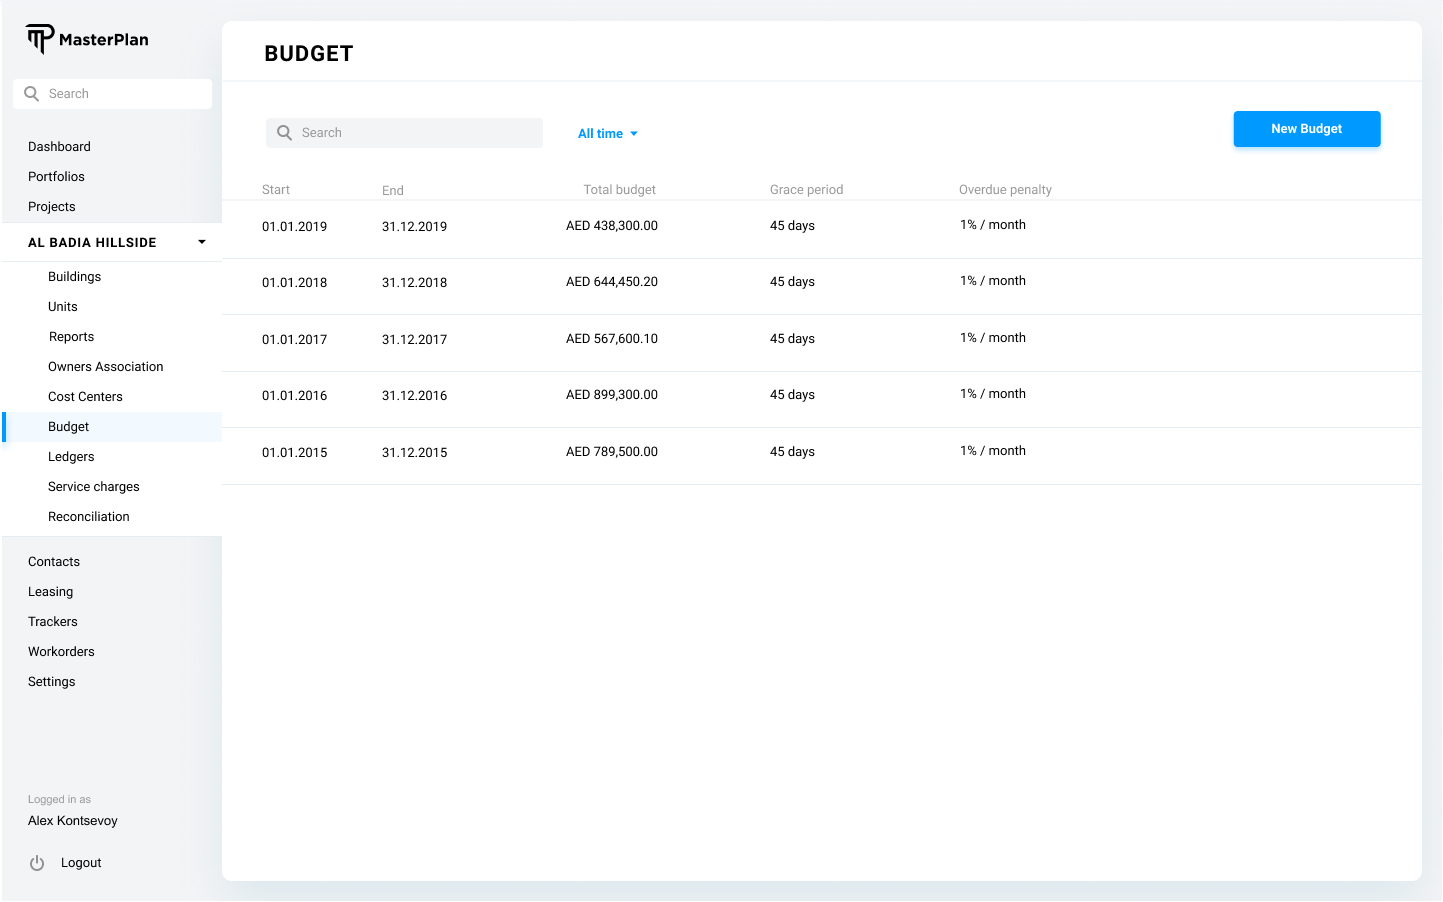 MasterPlan
Search
Dashboard
Portfolios
Projects
AL BADIA HILLSIDE
Buildings
Units
Reports
Owners Association
Cost Centers
Budget
Ledgers
Service charges
Reconciliation
Contacts
Leasing
Trackers
Workorders
Settings
Logged in as
Alex Kontsevoy
Logout
BUDGET
Search All time New Budget
Start End Total budget Grace period Overdue penalty
01.01.2019 31.12.2019 AED 438,300.00 45 days 1% / month
01.01.2018 31.12.2018 AED 644,450.20 45 days 1% / month
01.01.2017 31.12.2017 AED 567,600.10 45 days 1% / month
01.01.2016 31.12.2016 AED 899,300.00 45 days 1% / month
01.01.2015 31.12.2015 AED 789,500.00 45 days 1% / month